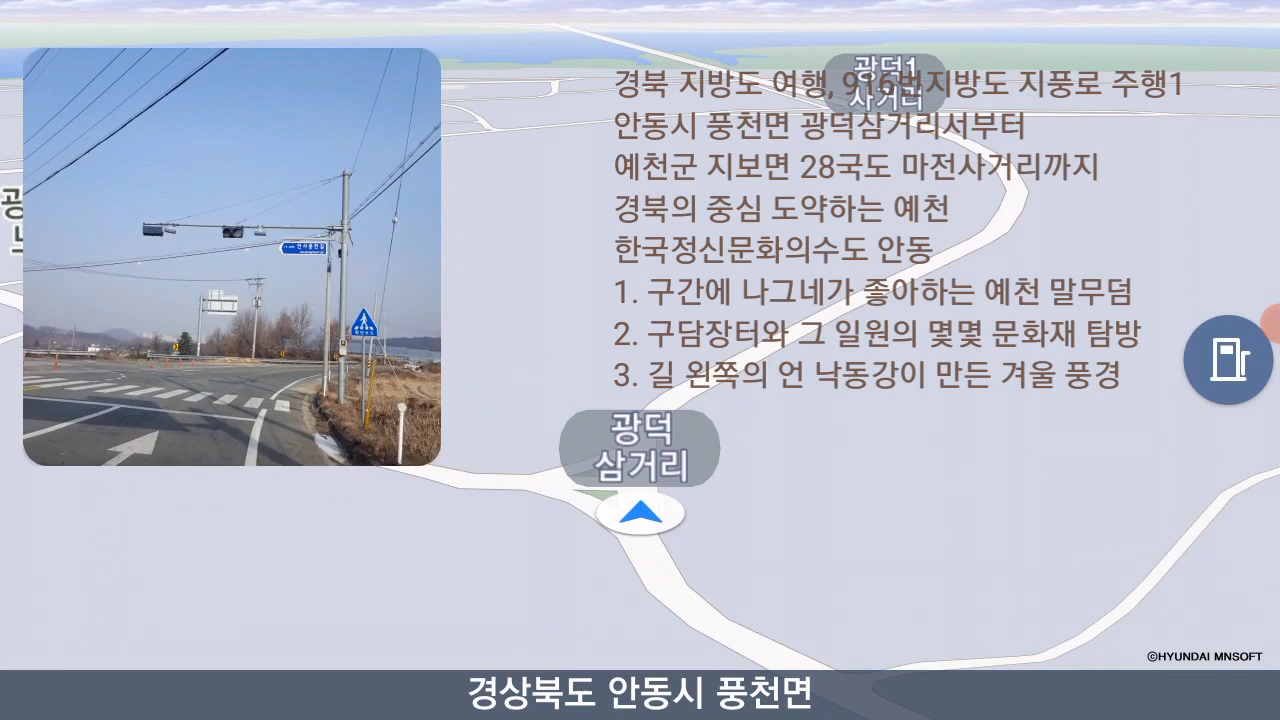 광덕1
사거리
경북 지방도 여행, 916번지방도 지풍로 주행1
안동시 풍천면 광덕삼거리서부터
예천군 지보면 28국도 마전사거리까지
경북의 중심 도약하는 예천
한국정신문화의수도 안동
1. 구간에 나그네가 좋아하는 예천 말무덤
2. 구담장터와 그 일원의 몇몇 문화재 탐방
3. 길 왼쪽의 언 낙동강이 만든 겨울 풍경
광덕
삼거리
©HYUNDAI MNSOFT
경상북도 안동시 풍천면